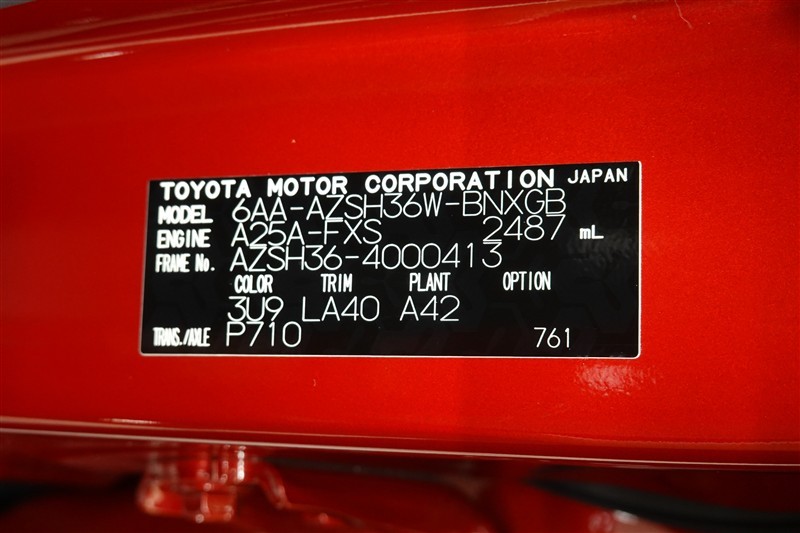 TOYOTA MOTOR CORPORATION JAPAN
MODEL 6AA-AZSH36W-BNXGB
ENGINE A25A-FXS 2487 mL
FRAME No. AZSH36-4000413
COLOR TRIM PLANT OPTION
3U9 LA40 A42
TRANS./AXLE P710 761